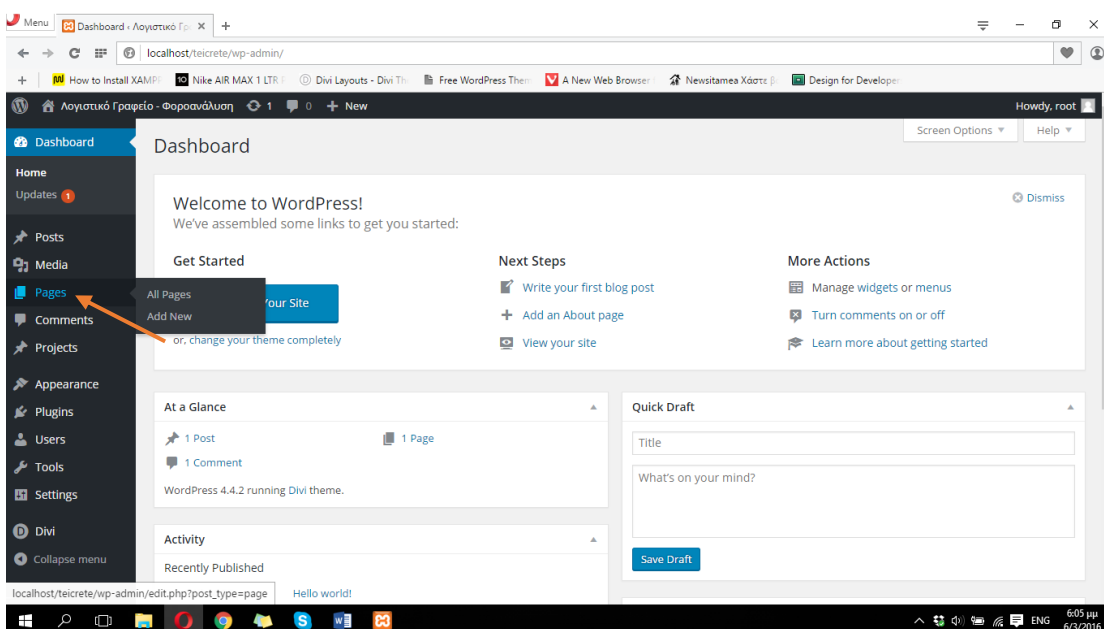 Menu
Dashboard ‹ Λογιστικό Γρ
localhost/teicrete/wp-admin/
How to Install XAMP
Nike AIR MAX 1 LTR
Divi Layouts - Divi Th
Free WordPress Them
A New Web Browser
Newsitamea Χάστε β
Design for Developer
Λογιστικό Γραφείο - Φοροανάλυση 1 0 + New
Howdy, root
Screen Options
Help
Dashboard
Home
Updates 1
Posts
Media
Pages
Comments
Projects
Appearance
Plugins
Users
Tools
Settings
Divi
Collapse menu
All Pages
Add New
Dashboard
Welcome to WordPress!
We've assembled some links to get you started:
Dismiss
Get Started
Your Site
or, change your theme completely
Next Steps
Write your first blog post
Add an About page
View your site
More Actions
Manage widgets or menus
Turn comments on or off
Learn more about getting started
At a Glance
1 Post
1 Page
1 Comment
WordPress 4.4.2 running Divi theme.
Activity
Recently Published
Hello world!
Quick Draft
Title
What's on your mind?
Save Draft
localhost/teicrete/wp-admin/edit.php?post_type=page
ENG
6:05 μμ
6/3/2016